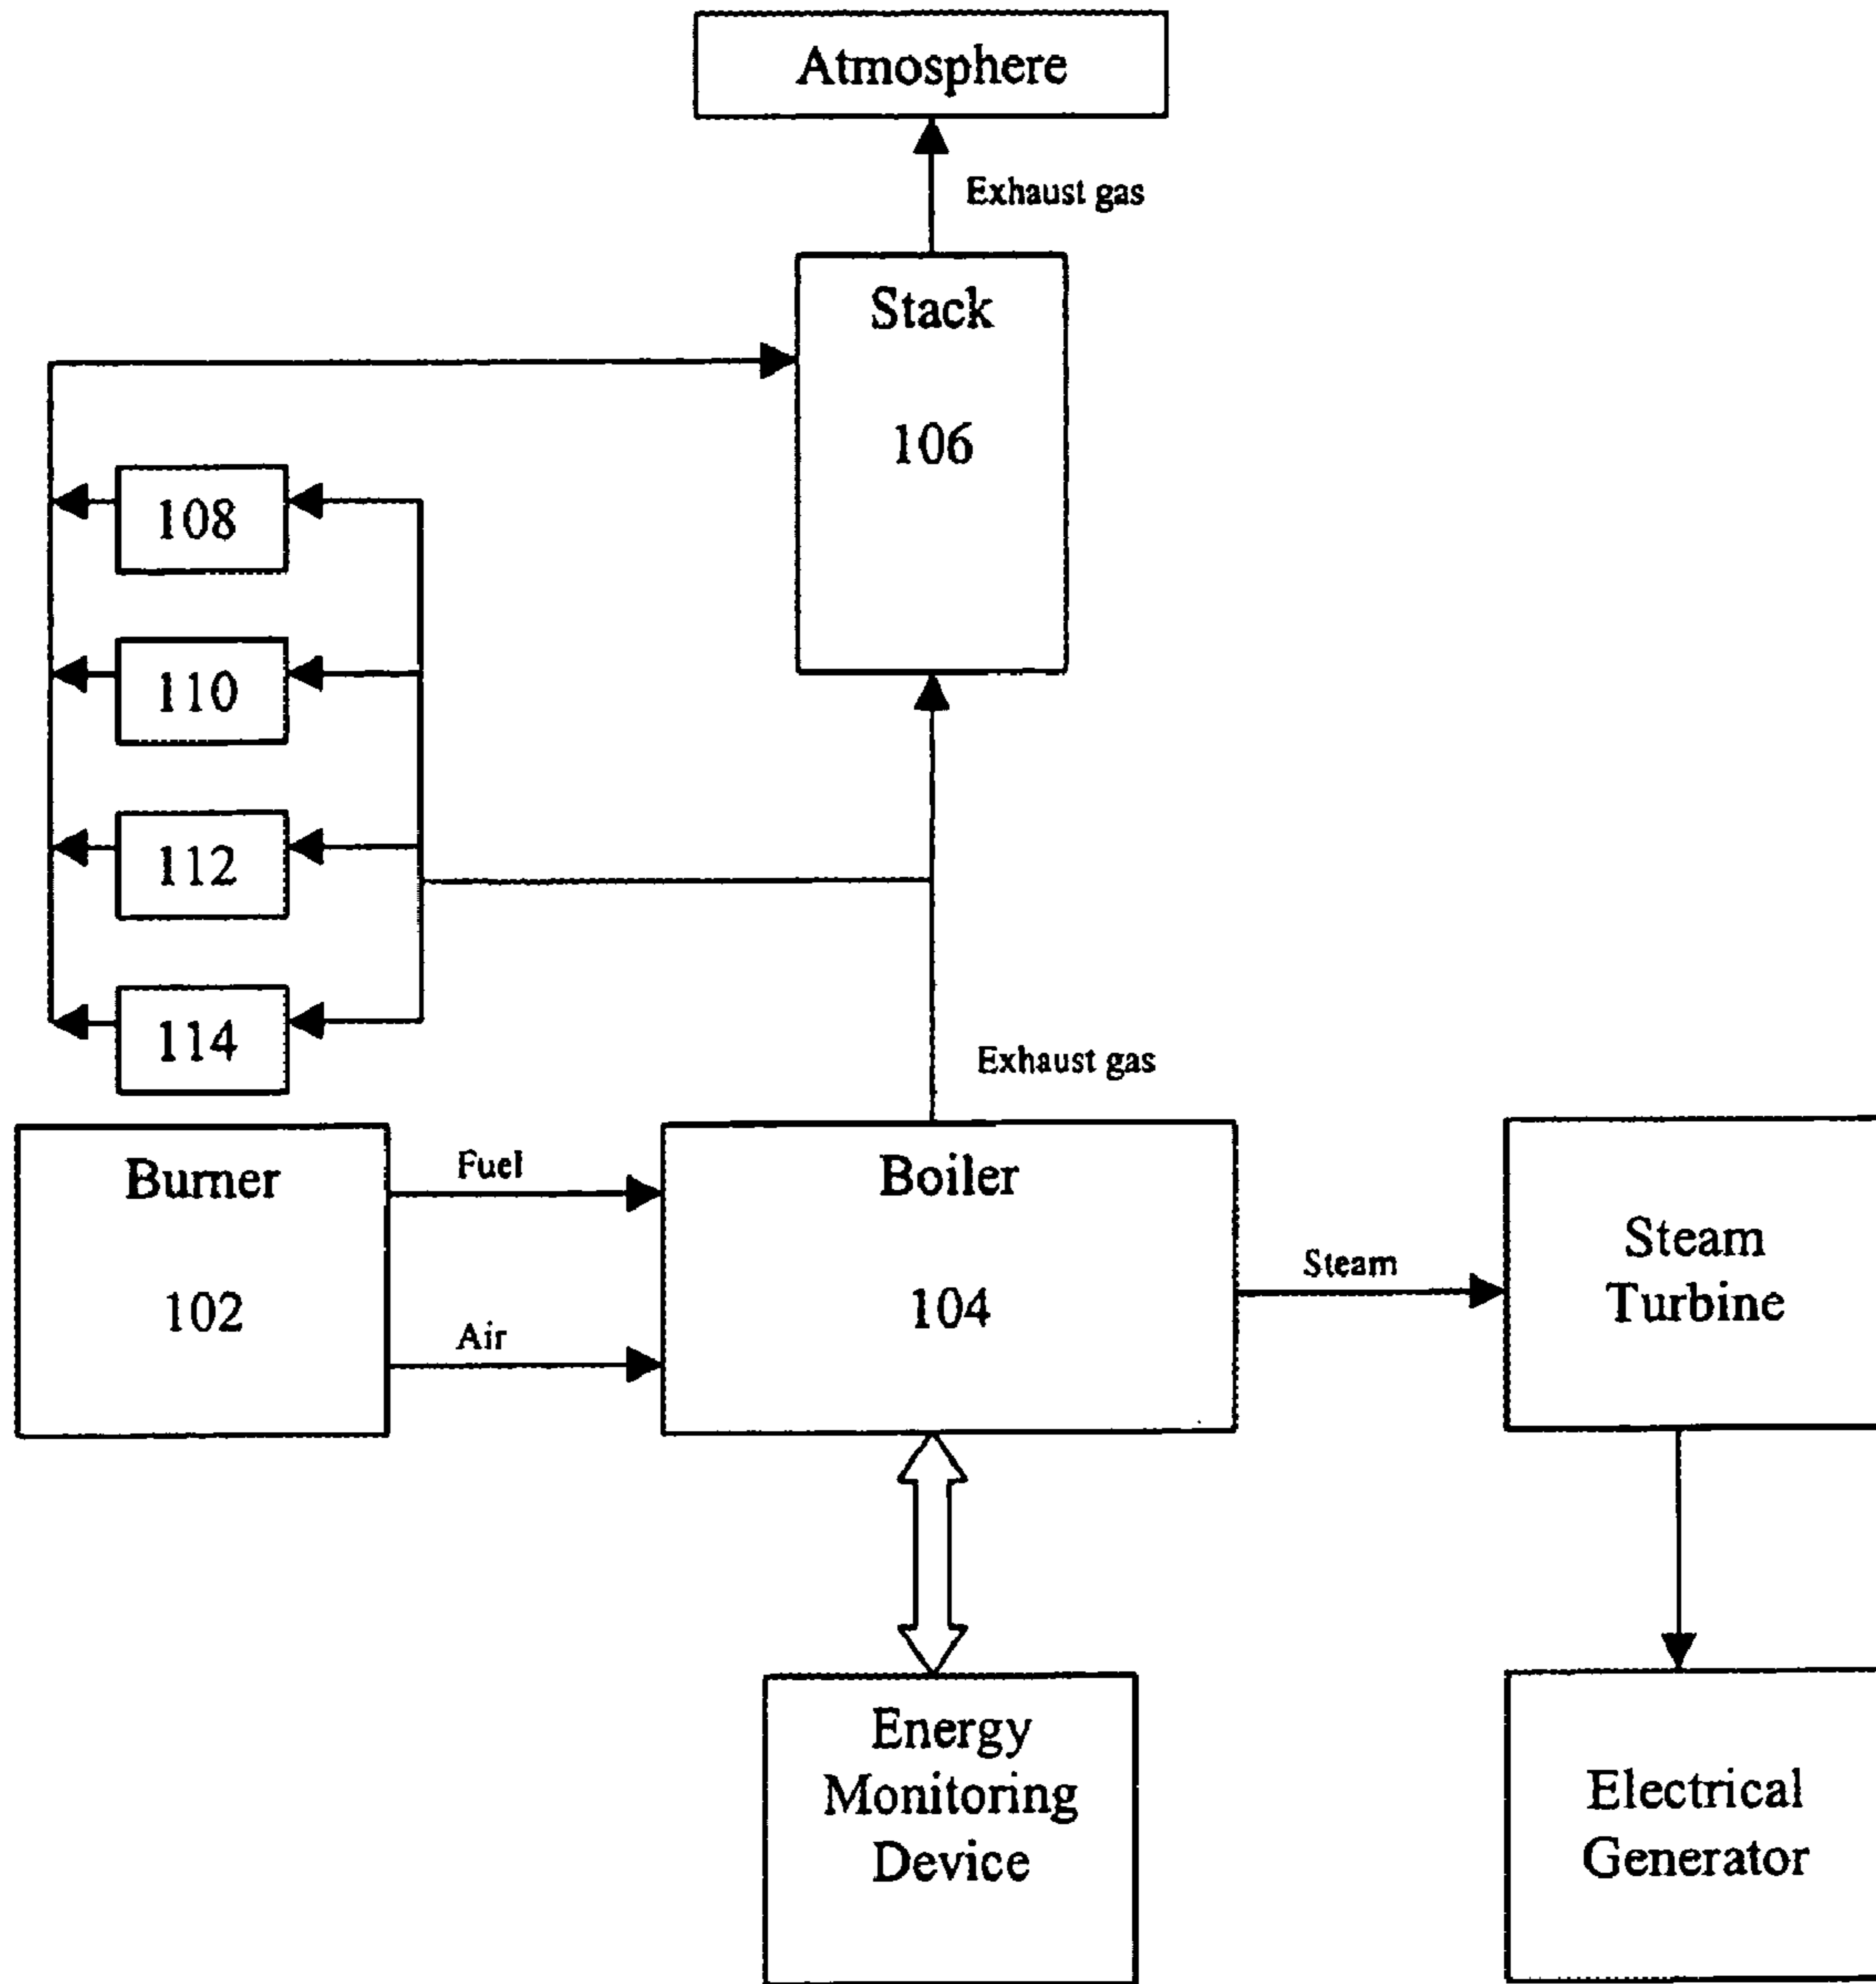 Atmosphere
Exhaust gas
Stack
106
108
110
112
114
Exhaust gas
Burner
102
Fuel
Air
Boiler
104
Steam
Steam
Turbine
Energy
Monitoring
Device
Electrical
Generator